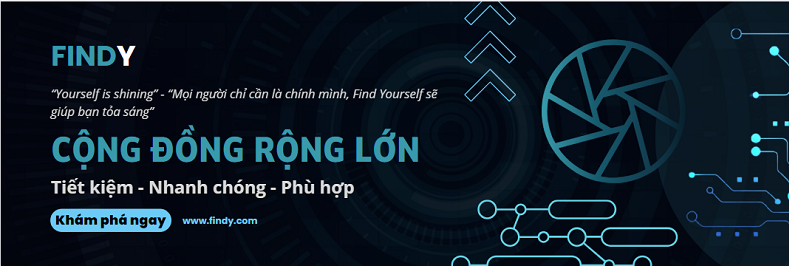 FINDY
“Yourself is shining” - “Mọi người chỉ cần là chính mình, Find Yourself sẽ
giúp bạn tỏa sáng”
CỘNG ĐỒNG RỘNG LỚN
Tiết kiệm - Nhanh chóng - Phù hợp
Khám phá ngay www.findy.com